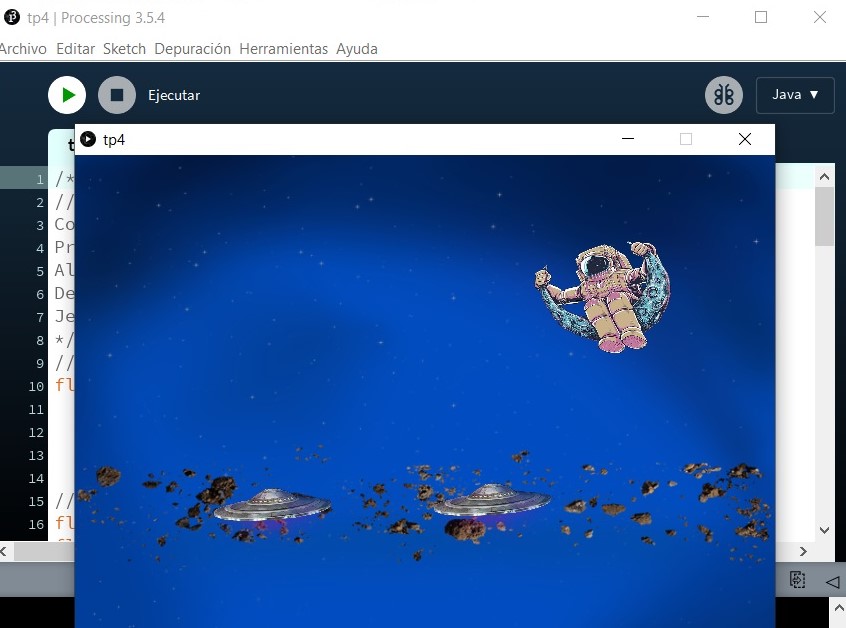 tp4 | Processing 3.5.4
Archivo Editar Sketch Depuración Herramientas Ayuda
Ejecutar
Java ▼
tp4
1 /*
2 //
3 Co
4 Pr
5 Al
6 De
7 Je
8 */
9 //
10 fl
11
12
13
14
15 //
16 fl